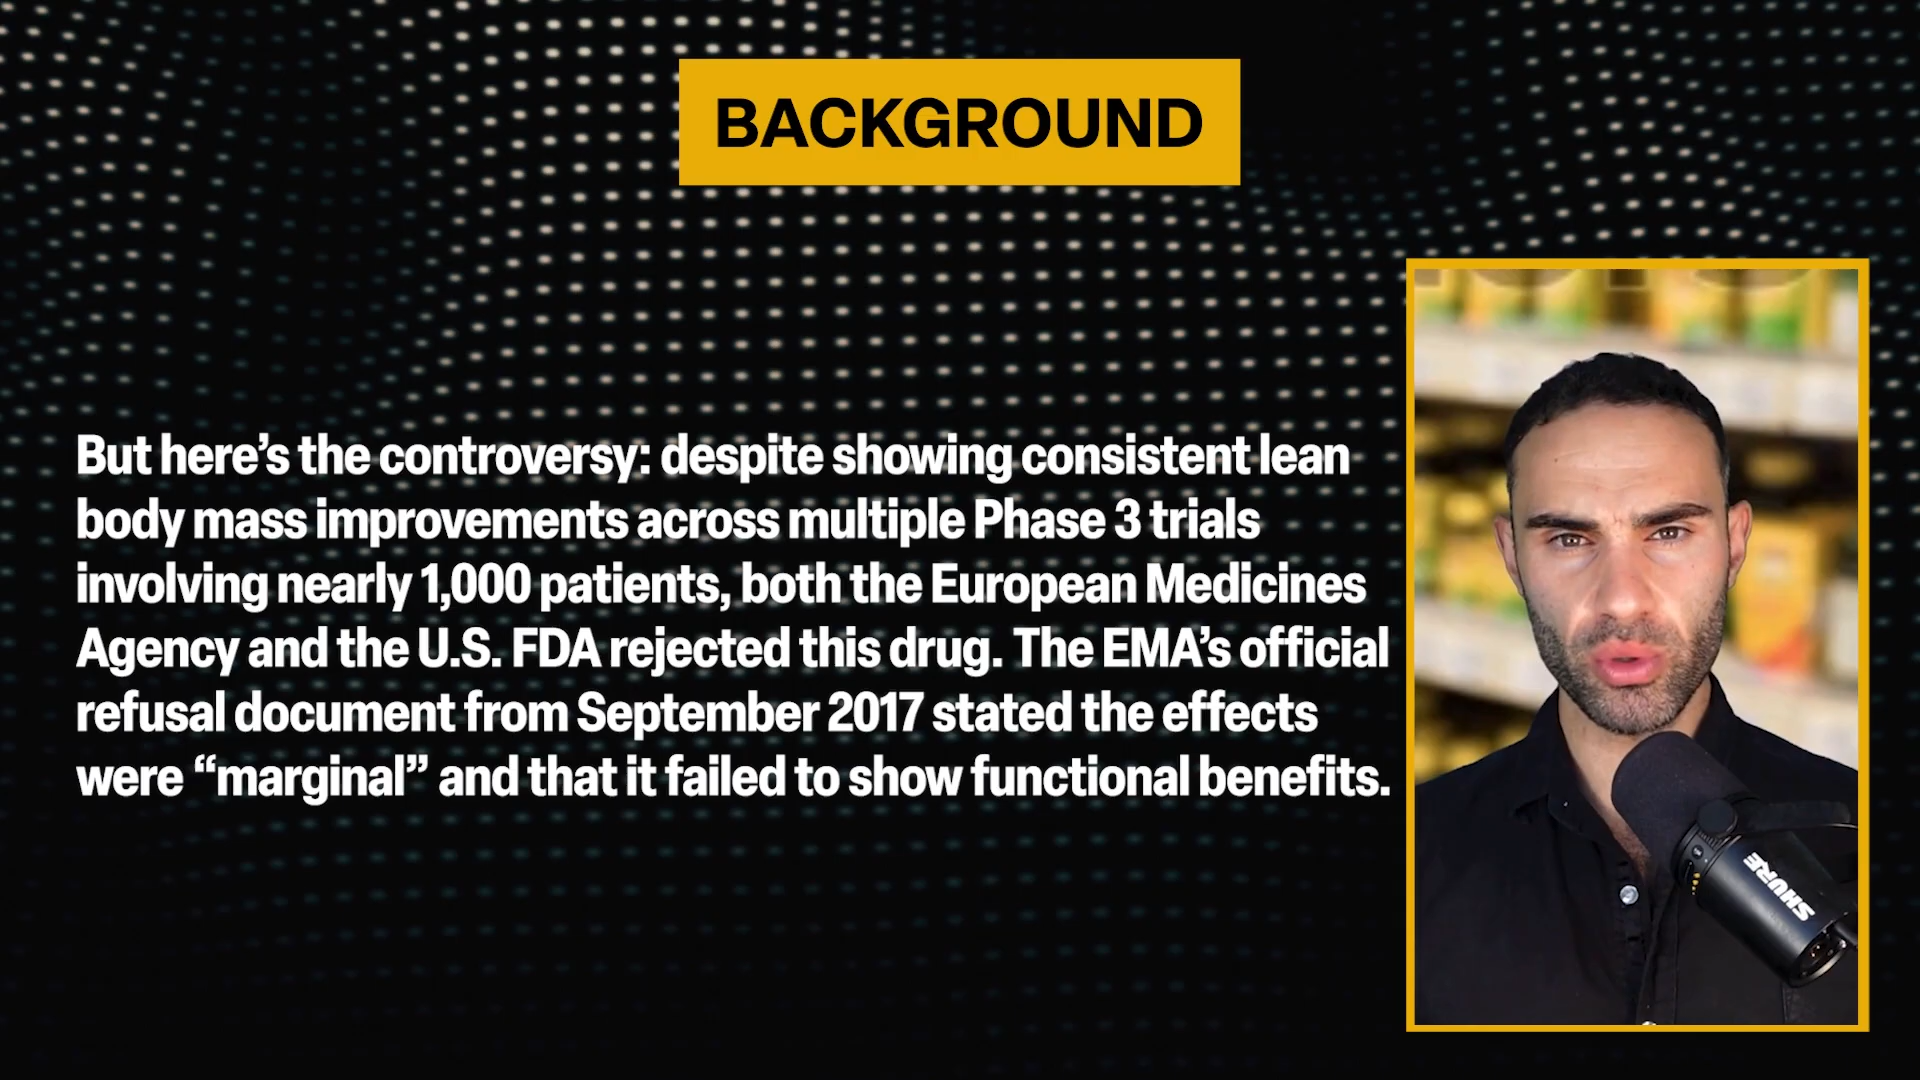 BACKGROUND
But here’s the controversy: despite showing consistent lean
body mass improvements across multiple Phase 3 trials
involving nearly 1,000 patients, both the European Medicines
Agency and the U.S. FDA rejected this drug. The EMA’s official
refusal document from September 2017 stated the effects
were “marginal” and that it failed to show functional benefits.
SHURE